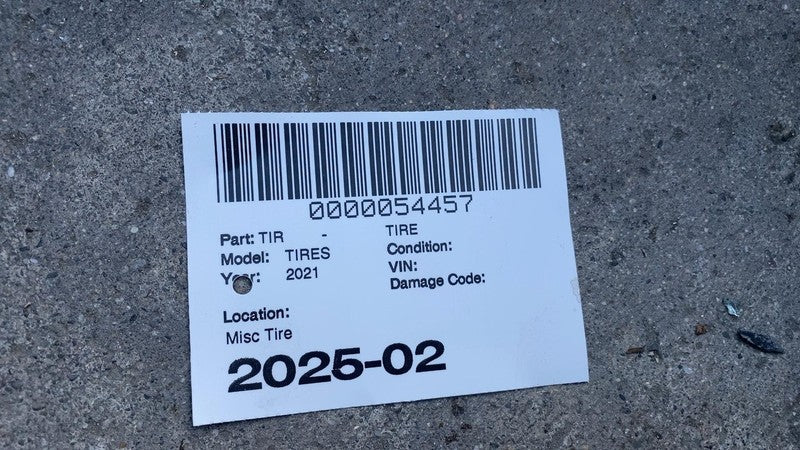 0000054457
Part: TIR - TIRE
Model: TIRES Condition:
Year: 2021 VIN:
Damage Code:
Location:
Misc Tire
2025-02